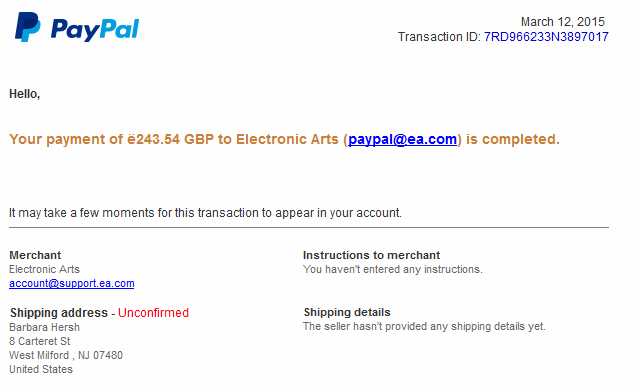 PayPal
March 12, 2015
Transaction ID: 7RD966233N3897017
Hello,
Your payment of ë243.54 GBP to Electronic Arts (paypal@ea.com) is completed.
It may take a few moments for this transaction to appear in your account.
Merchant
Electronic Arts
account@support.ea.com
Instructions to merchant
You haven't entered any instructions.
Shipping address - Unconfirmed
Barbara Hersh
8 Carteret St
West Milford , NJ 07480
United States
Shipping details
The seller hasn't provided any shipping details yet.